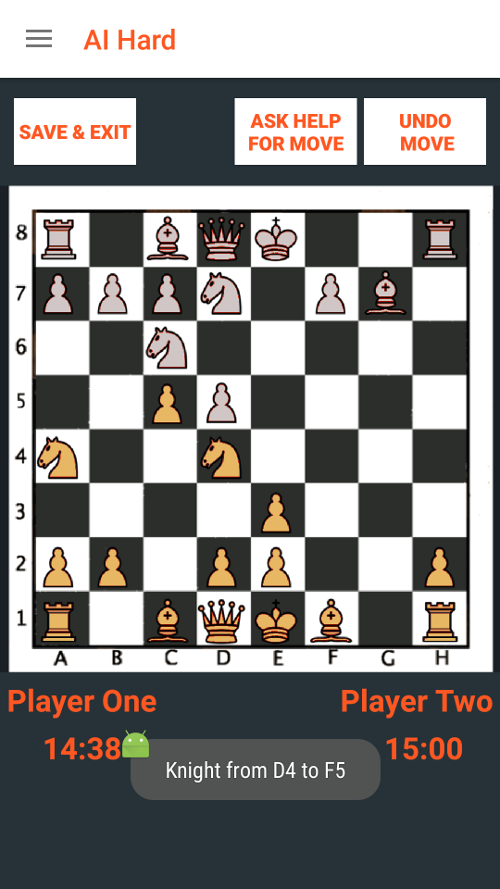 AI Hard
SAVE & EXIT
ASK HELP
FOR MOVE
UNDO
MOVE
8
7
6
5
4
3
2
1
A B C D E F G H
Player One
Player Two
14:38
15:00
Knight from D4 to F5